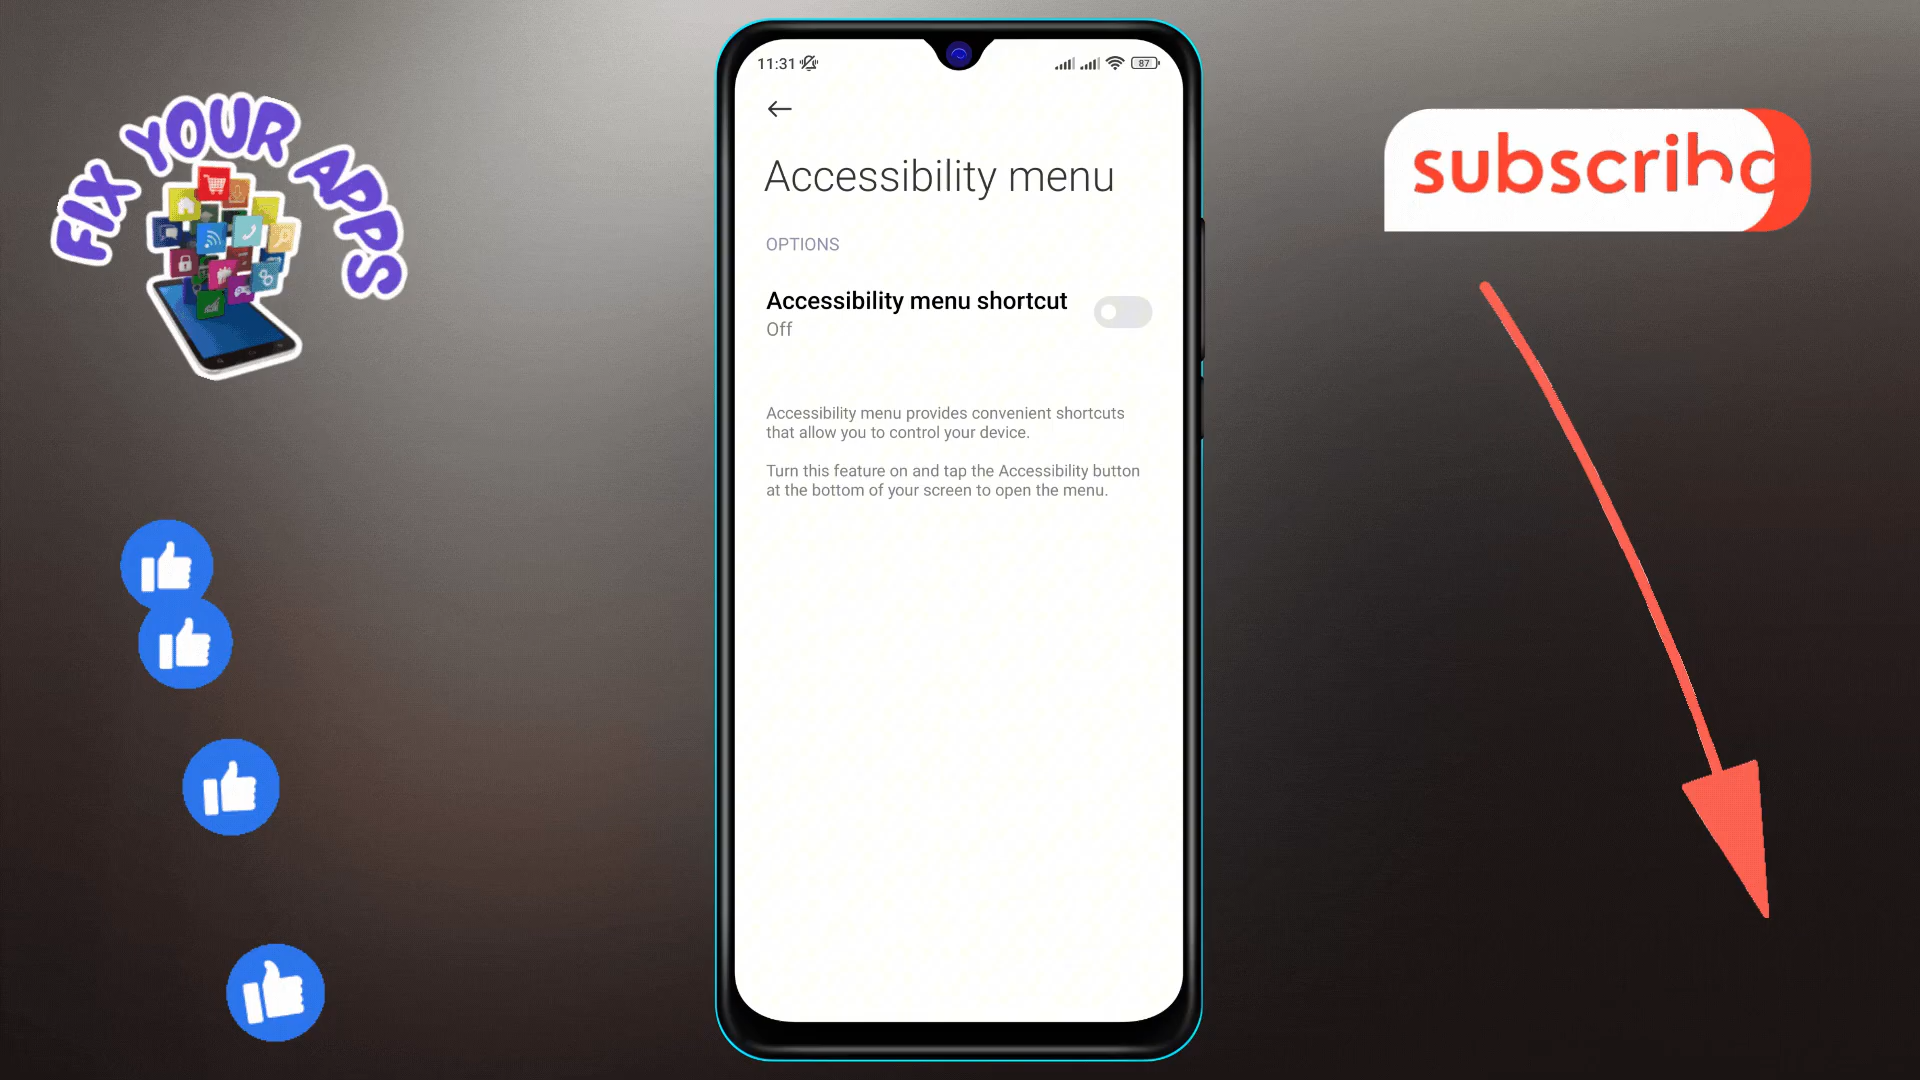 FIX YOUR APPS
11:31
87
Accessibility menu
OPTIONS
Accessibility menu shortcut
Off
Accessibility menu provides convenient shortcuts
that allow you to control your device.
Turn this feature on and tap the Accessibility button
at the bottom of your screen to open the menu.